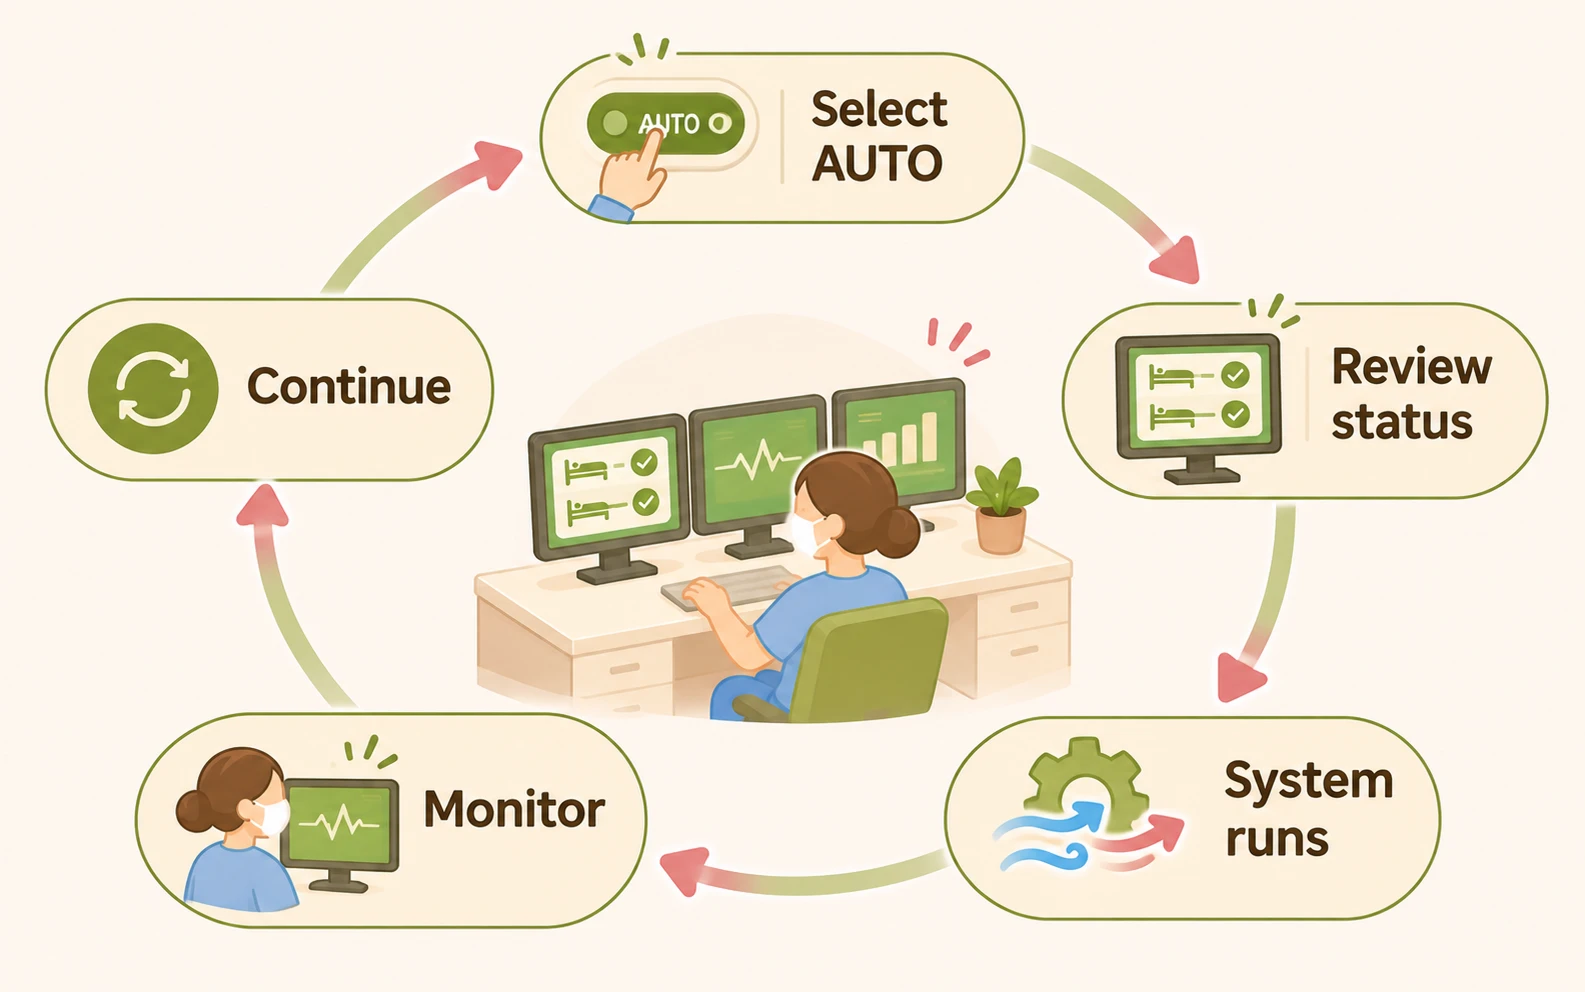 AUTO
Select
AUTO
Review
status
System
runs
Monitor
Continue